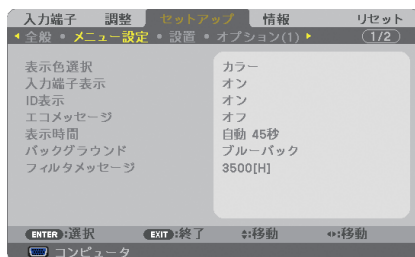 入力端子 調整 セットアップ 情報 リセット
全般 • メニュー設定 • 設置 • オプション(1) 1/2
表示色選択 カラー
入力端子表示 オン
ID表示 オン
エコメッセージ オフ
表示時間 自動 45秒
バックグラウンド ブルーバック
フィルタメッセージ 3500[H]
ENTER:選択 EXIT:終了 :移動 :移動
コンピュータ